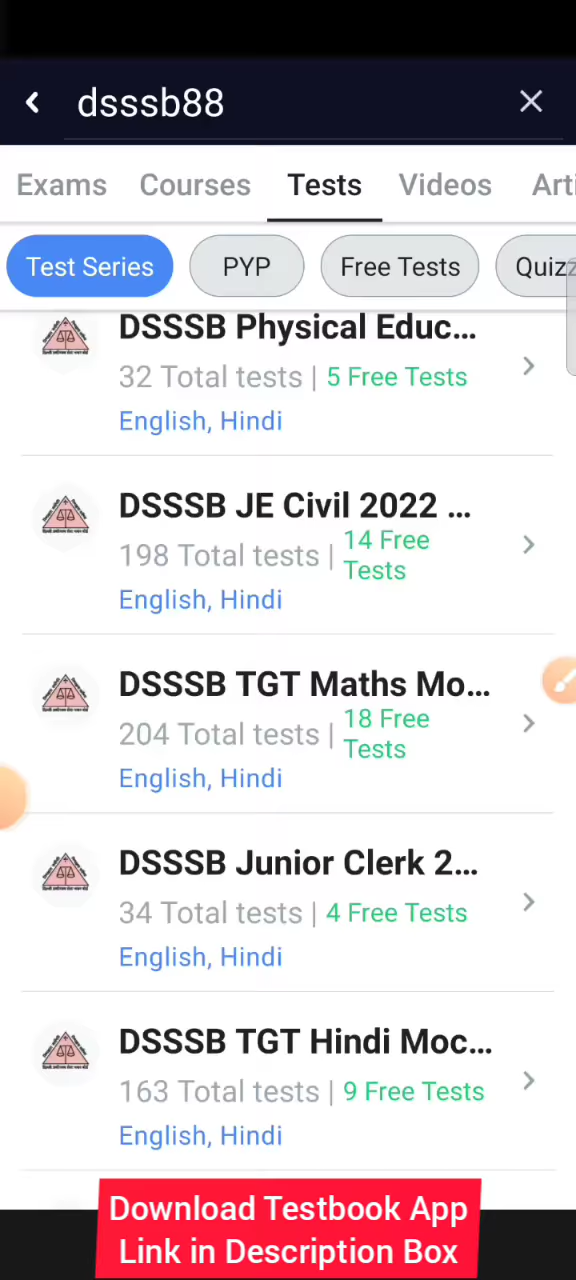 dsssb88
Exams Courses Tests Videos Arti
Test Series PYP Free Tests Quizz
DSSSB Physical Educ...
32 Total tests | 5 Free Tests
English, Hindi
DSSSB JE Civil 2022 ...
198 Total tests | 14 Free Tests
English, Hindi
DSSSB TGT Maths Mo...
204 Total tests | 18 Free Tests
English, Hindi
DSSSB Junior Clerk 2...
34 Total tests | 4 Free Tests
English, Hindi
DSSSB TGT Hindi Moc...
163 Total tests | 9 Free Tests
English, Hindi
Download Testbook App
Link in Description Box